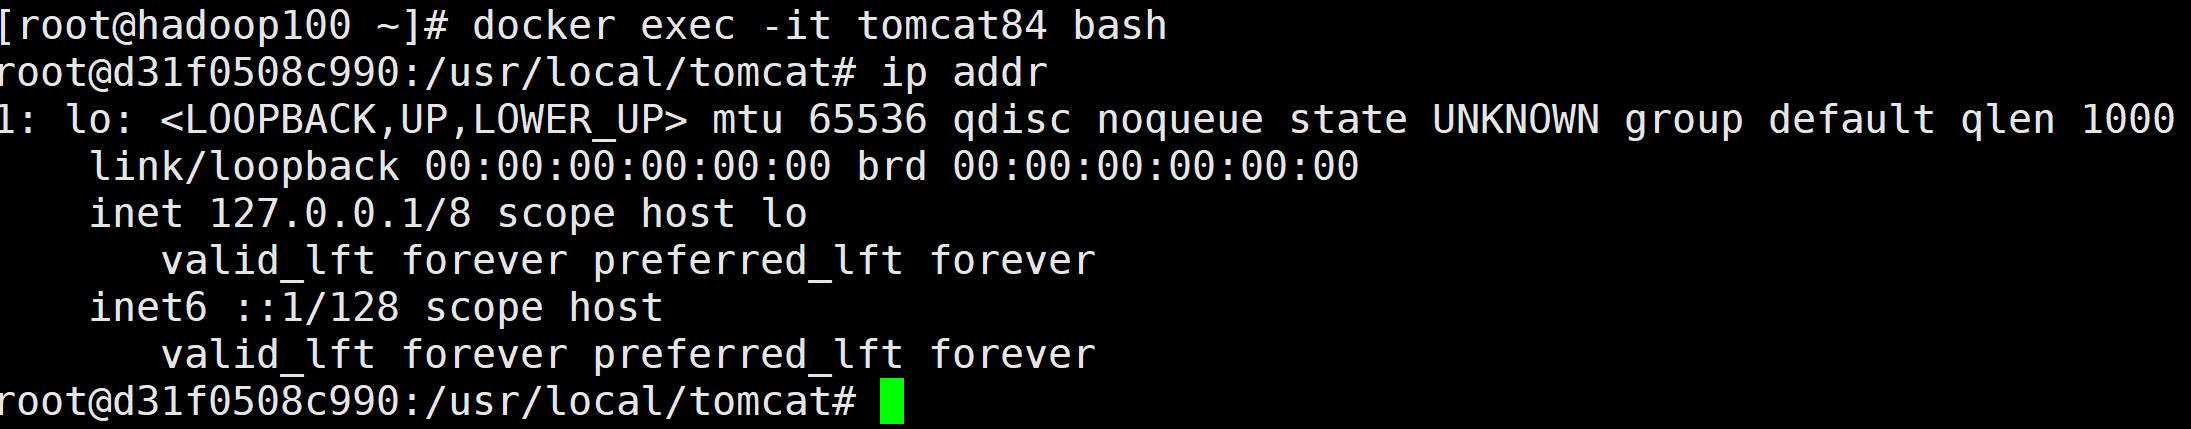 [root@hadoop100 ~]# docker exec -it tomcat84 bash
root@d31f0508c990:/usr/local/tomcat# ip addr
1: lo: <LOOPBACK,UP,LOWER_UP> mtu 65536 qdisc noqueue state UNKNOWN group default qlen 1000
    link/loopback 00:00:00:00:00:00 brd 00:00:00:00:00:00
    inet 127.0.0.1/8 scope host lo
       valid_lft forever preferred_lft forever
    inet6 ::1/128 scope host
       valid_lft forever preferred_lft forever
root@d31f0508c990:/usr/local/tomcat#